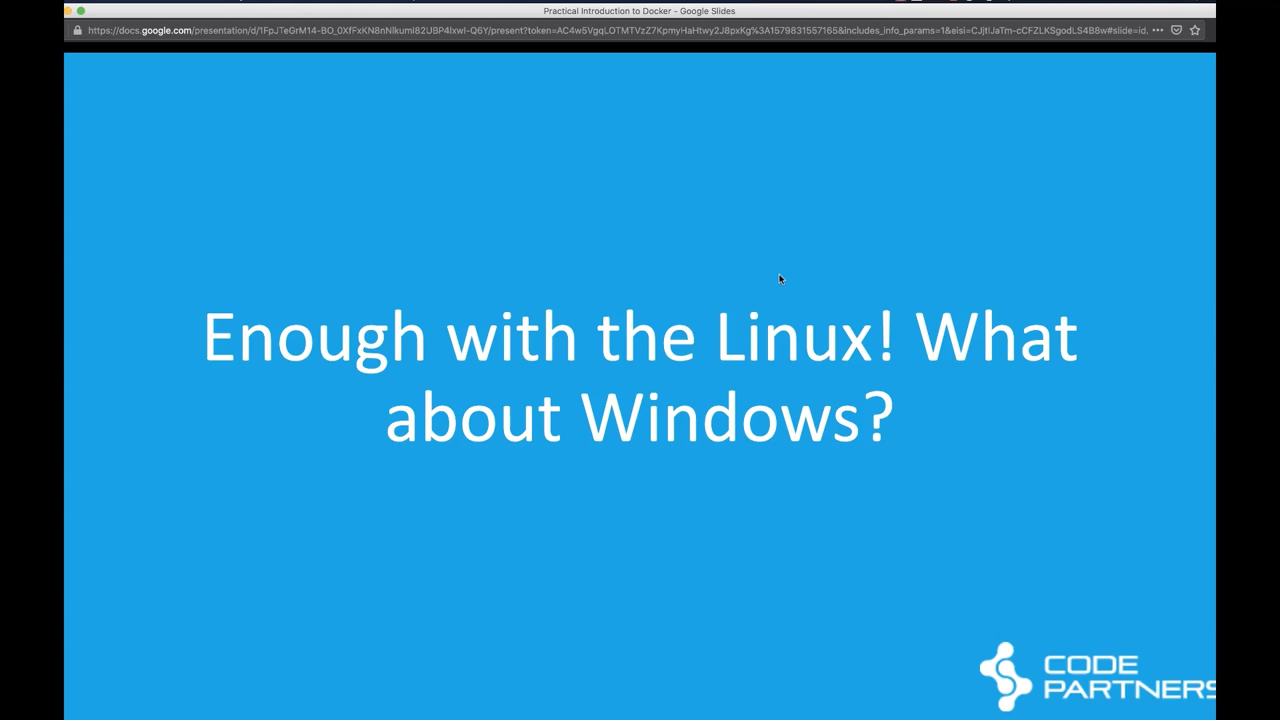 Practical Introduction to Docker - Google Slides
Enough with the Linux! What
about Windows?
CODE
PARTNERS